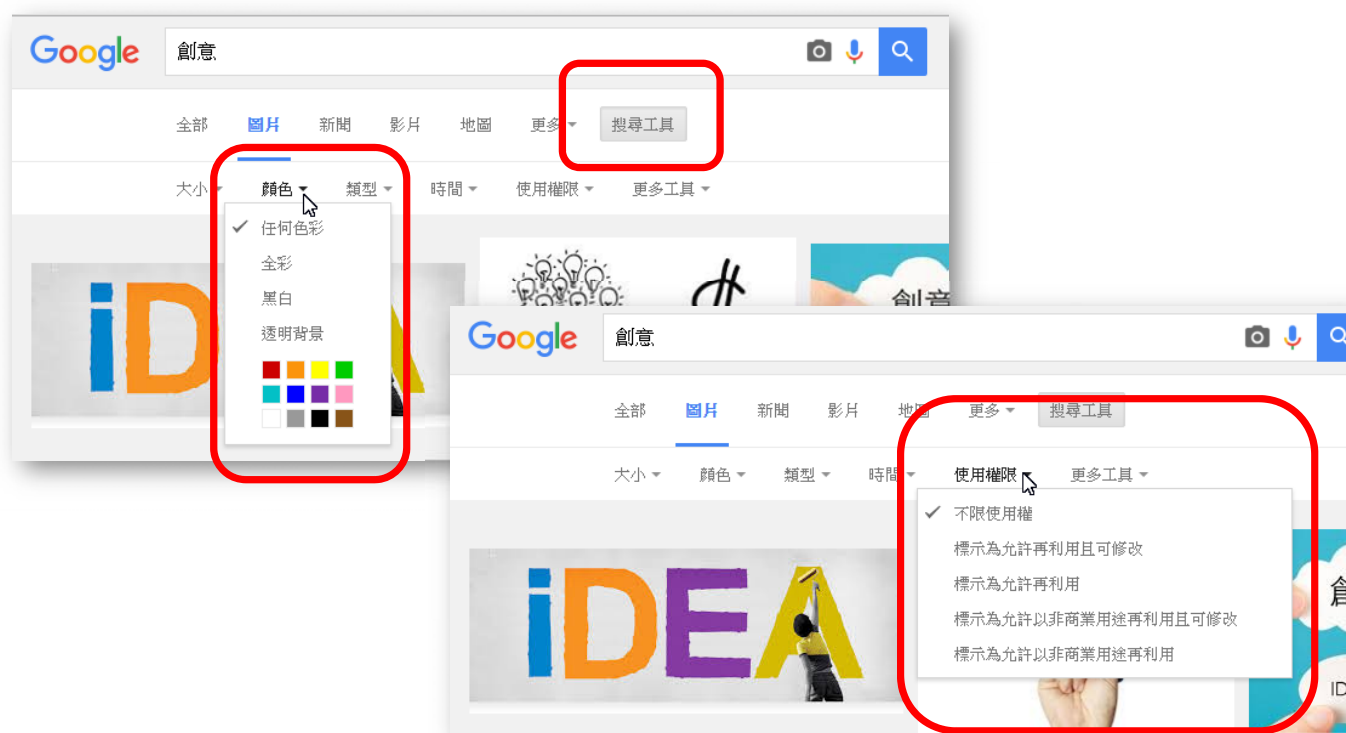 Google 創意
全部 圖片 新聞 影片 地圖 更多 搜尋工具
大小 顏色 類型 時間 使用權限 更多工具
任何色彩
全彩
黑白
透明背景
iD A
創意
Google 創意
全部 圖片 新聞 影片 地圖 更多 搜尋工具
大小 顏色 類型 時間 使用權限 更多工具
不限使用權
標示為允許再利用且可修改
標示為允許再利用
標示為允許以非商業用途再利用且可修改
標示為允許以非商業用途再利用
iDEA
創
ID